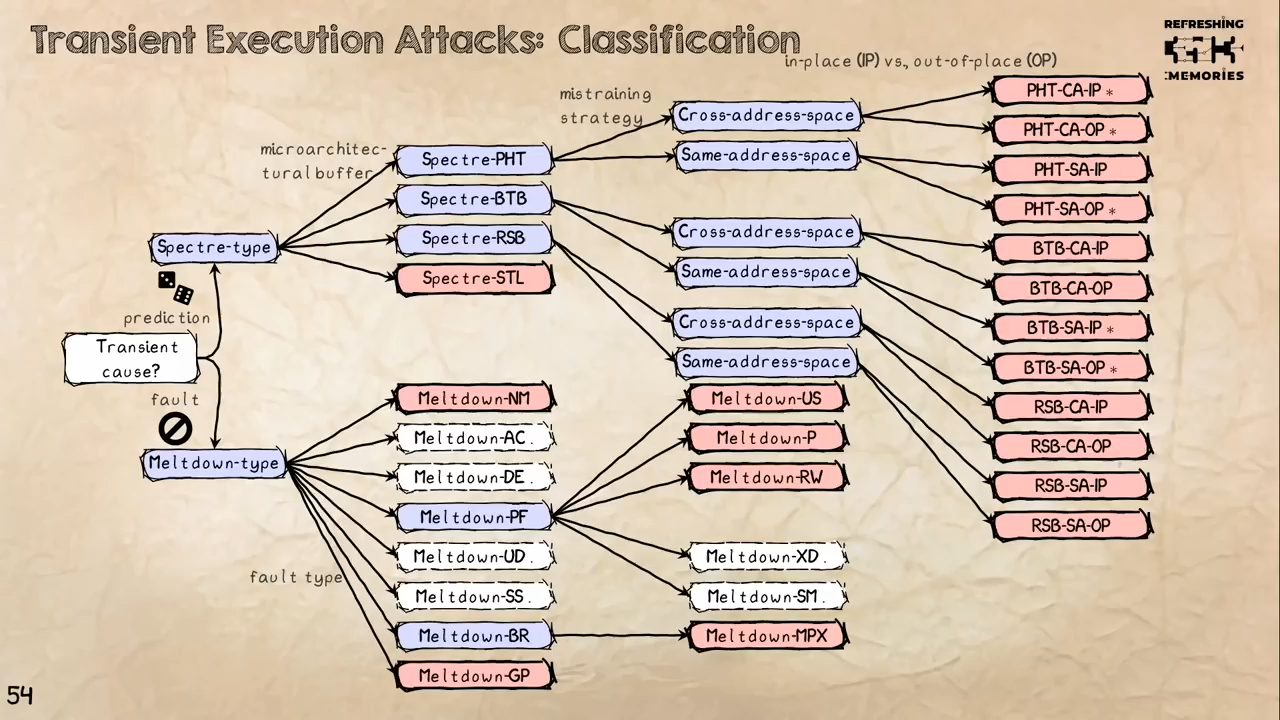 Transient Execution Attacks: Classification
REFRESHING
:MEMORIES
in-place (IP) vs., out-of-place (OP)
mistraining
strategy
microarchitec-
tural buffer
Transient
cause?
prediction
fault
Spectre-type
Meltdown-type
fault type
Spectre-PHT
Spectre-BTB
Spectre-RSB
Spectre-STL
Meltdown-NM
Meltdown-AC.
Meltdown-DE.
Meltdown-PF
Meltdown-UD.
Meltdown-SS.
Meltdown-BR
Meltdown-GP
Cross-address-space
Same-address-space
Cross-address-space
Same-address-space
Cross-address-space
Same-address-space
Meltdown-US
Meltdown-P
Meltdown-RW
Meltdown-XD.
Meltdown-SM.
Meltdown-MPX
PHT-CA-IP *
PHT-CA-OP *
PHT-SA-IP
PHT-SA-OP *
BTB-CA-IP
BTB-CA-OP
BTB-SA-IP *
BTB-SA-OP *
RSB-CA-IP
RSB-CA-OP
RSB-SA-IP
RSB-SA-OP
54